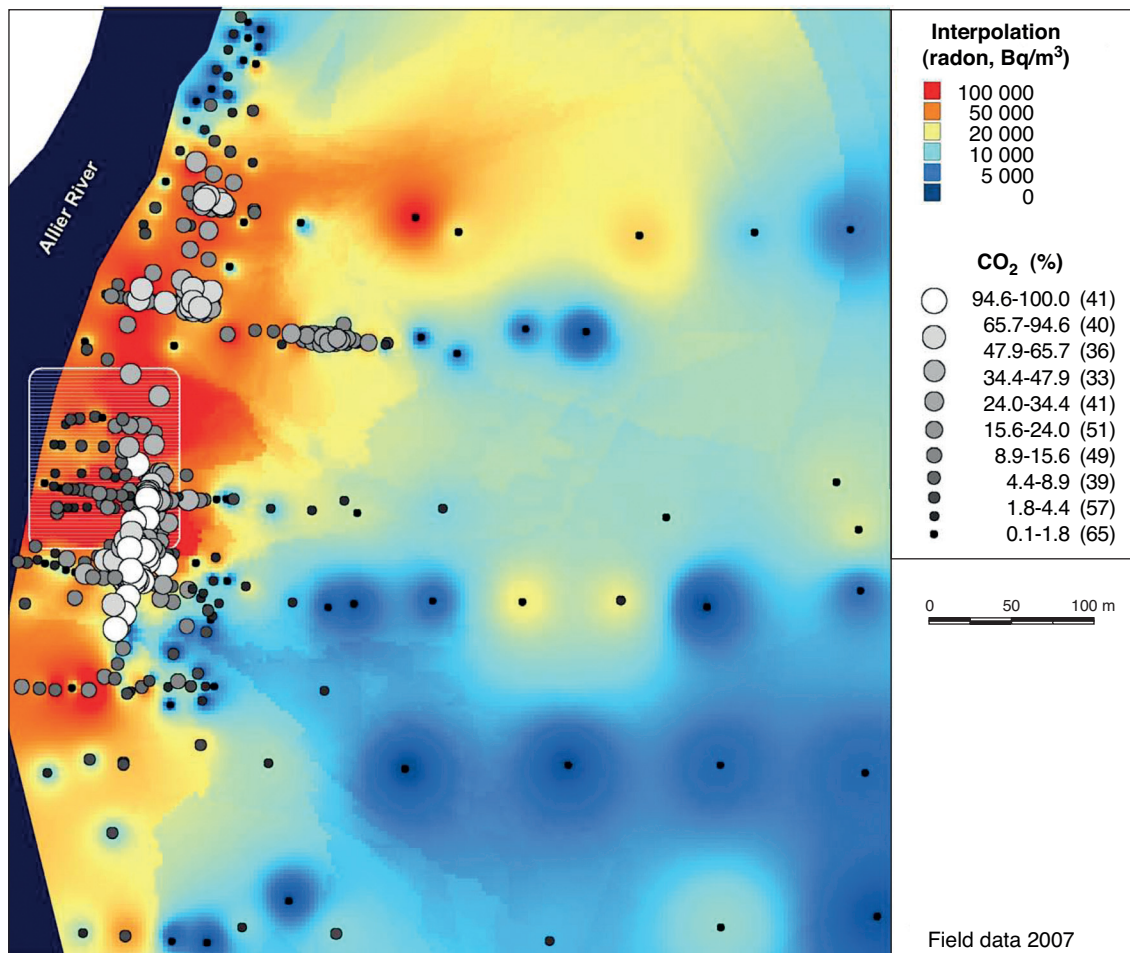 Allier River
Interpolation
(radon, Bq/m³)
100 000
50 000
20 000
10 000
5 000
0
CO₂ (%)
94.6-100.0 (41)
65.7-94.6 (40)
47.9-65.7 (36)
34.4-47.9 (33)
24.0-34.4 (41)
15.6-24.0 (51)
8.9-15.6 (49)
4.4-8.9 (39)
1.8-4.4 (57)
0.1-1.8 (65)
0 50 100 m
Field data 2007